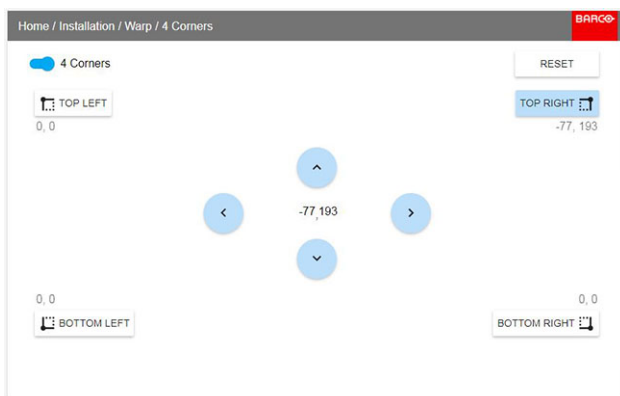 Home / Installation / Warp / 4 Corners
BARCO
4 Corners
RESET
TOP LEFT
TOP RIGHT
0, 0
-77, 193
-77,193
0, 0
0, 0
BOTTOM LEFT
BOTTOM RIGHT